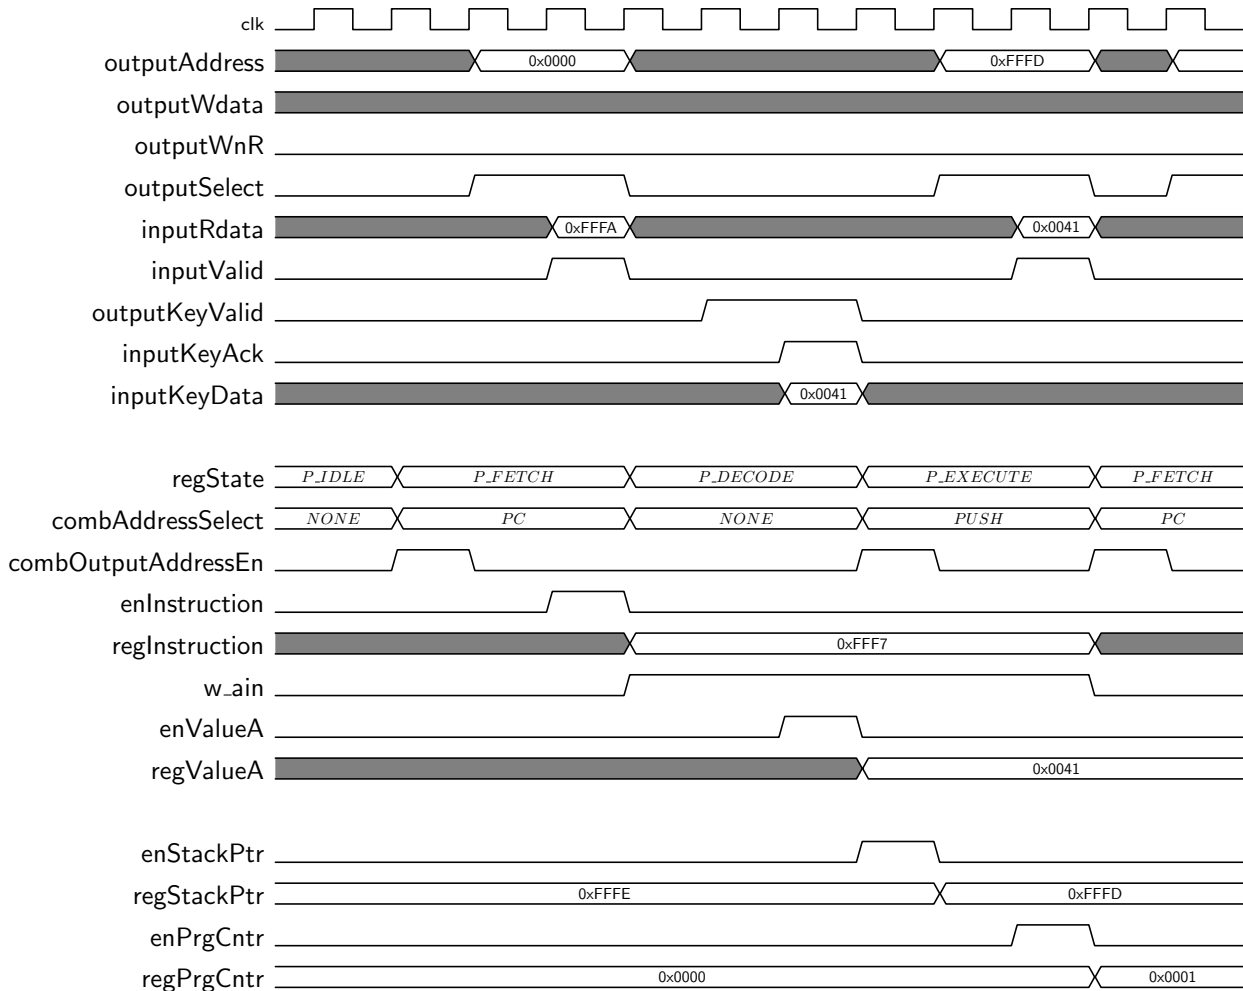 clk
outputAddress 0x0000 0xFFFD
outputWdata
outputWnR
outputSelect
inputRdata 0xFFFA 0x0041
inputValid
outputKeyValid
inputKeyAck
inputKeyData 0x0041
regState P_IDLE P_FETCH P_DECODE P_EXECUTE P_FETCH
combAddressSelect NONE PC NONE PUSH PC
combOutputAddressEn
enInstruction
regInstruction 0xFFF7
w_ain
enValueA
regValueA 0x0041
enStackPtr
regStackPtr 0xFFFE 0xFFFD
enPrgCntr
regPrgCntr 0x0000 0x0001